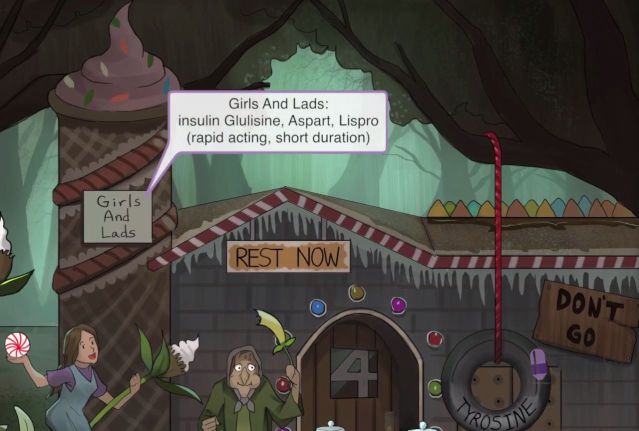 Girls And Lads:
insulin Glulisine, Aspart, Lispro
(rapid acting, short duration)
Girls
And
Lads
REST NOW
DON'T
GO
4
TYROSINE